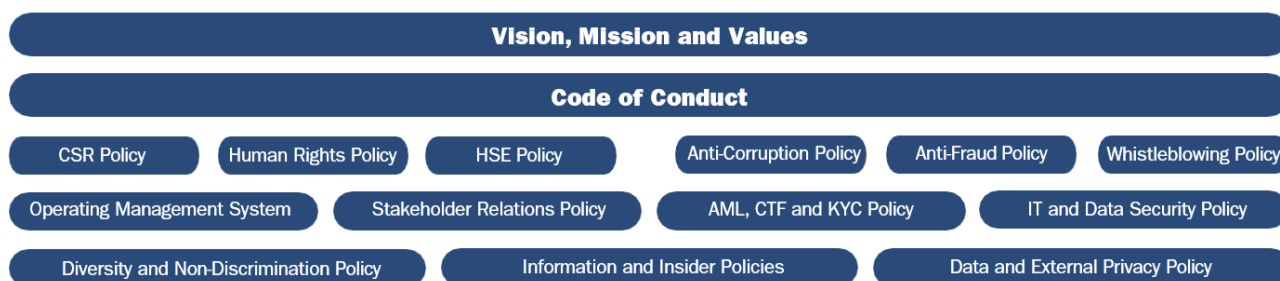 Vision, Mission and Values
Code of Conduct
CSR Policy Human Rights Policy HSE Policy Anti-Corruption Policy Anti-Fraud Policy Whistleblowing Policy
Operating Management System Stakeholder Relations Policy AML, CTF and KYC Policy IT and Data Security Policy
Diversity and Non-Discrimination Policy Information and Insider Policies Data and External Privacy Policy